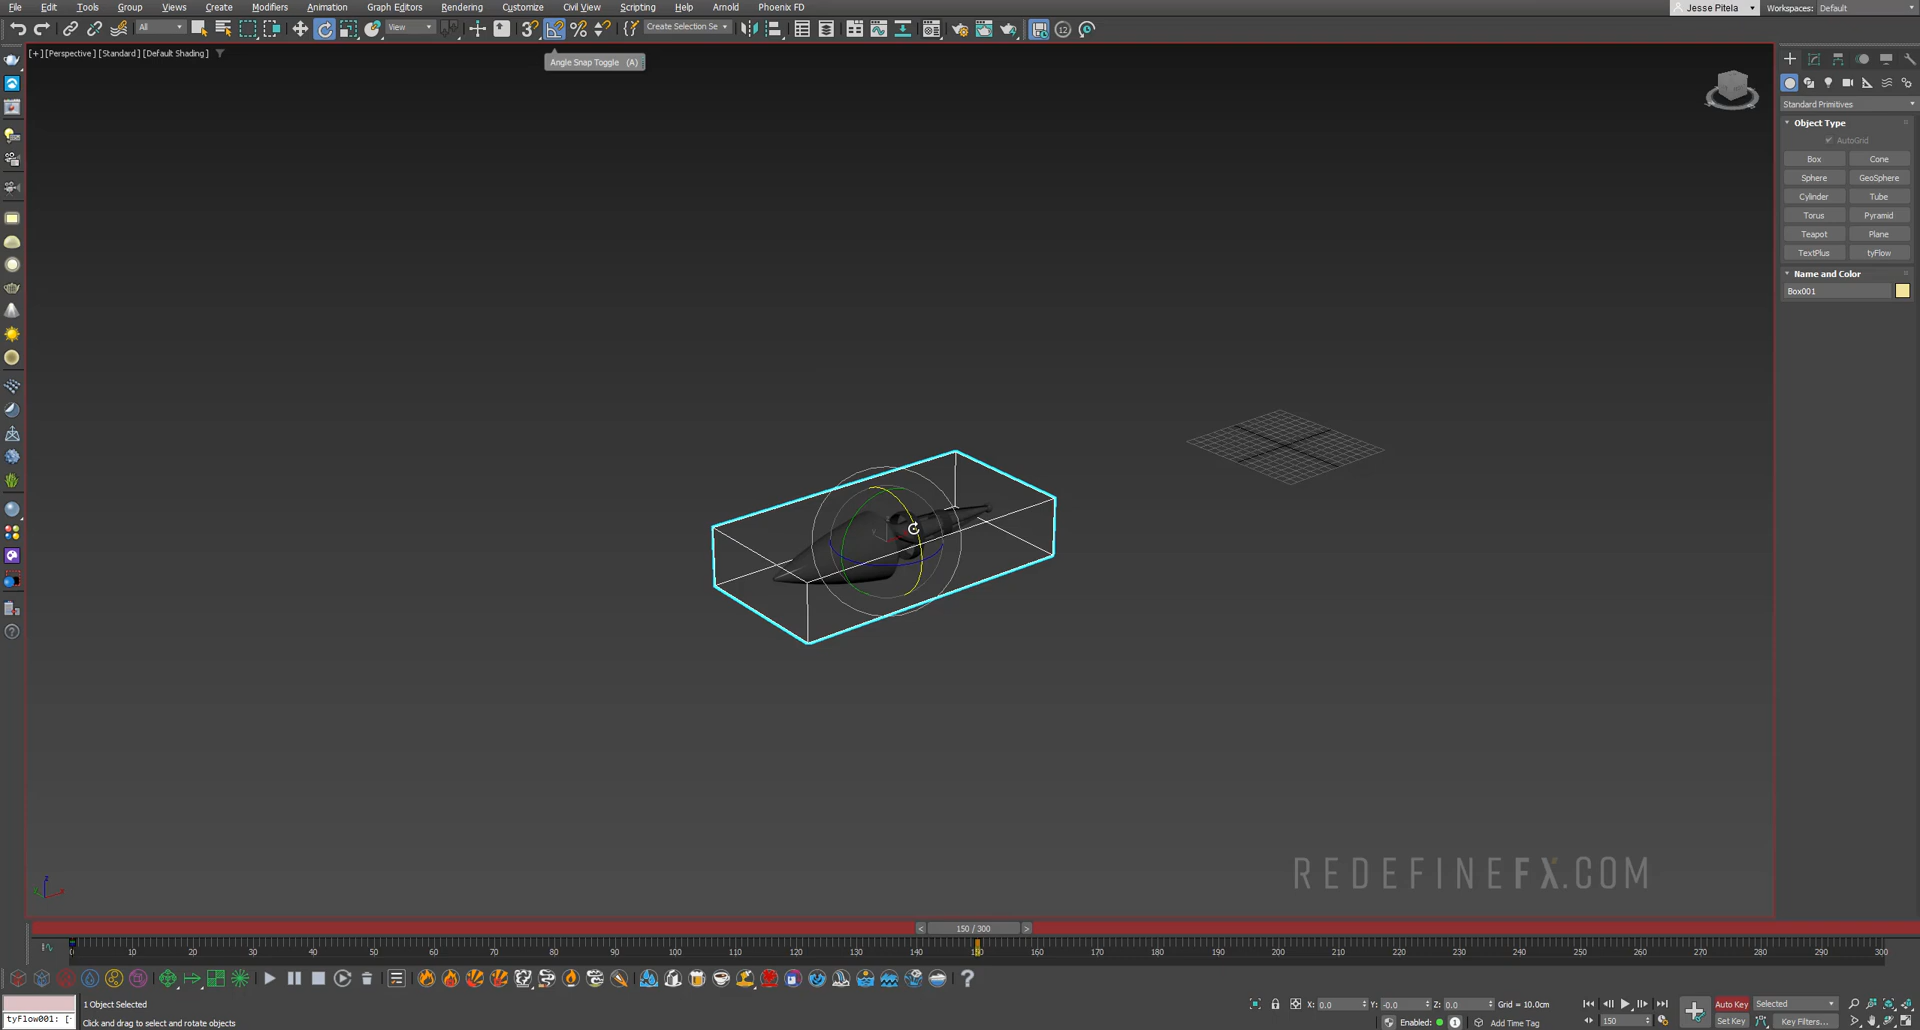 File Edit Tools Group Views Create Modifiers Animation Graph Editors Rendering Customize Civil View Scripting Help Arnold Phoenix FD
Jesse Pitela Workspaces: Default
All View Create Selection Se
[+] [Perspective] [Standard] [Default Shading]
Angle Snap Toggle (A)
Standard Primitives
Object Type
AutoGrid
Box Cone
Sphere GeoSphere
Cylinder Tube
Torus Pyramid
Teapot Plane
TextPlus tyFlow
Name and Color
Box001
REDEFINEFX.COM
< 150 / 300 >
10 20 30 40 50 60 70 80 90 100 110 120 130 140 150 160 170 180 190 200 210 220 230 240 250 260 270 280 290 300
1 Object Selected
X: 0.0 Y: -0.0 Z: 0.0 Grid = 10.0cm
Auto Key Selected
tyFlow001: [
Click and drag to select and rotate objects
Enabled: 1 Add Time Tag
150 Set Key Key Filters...